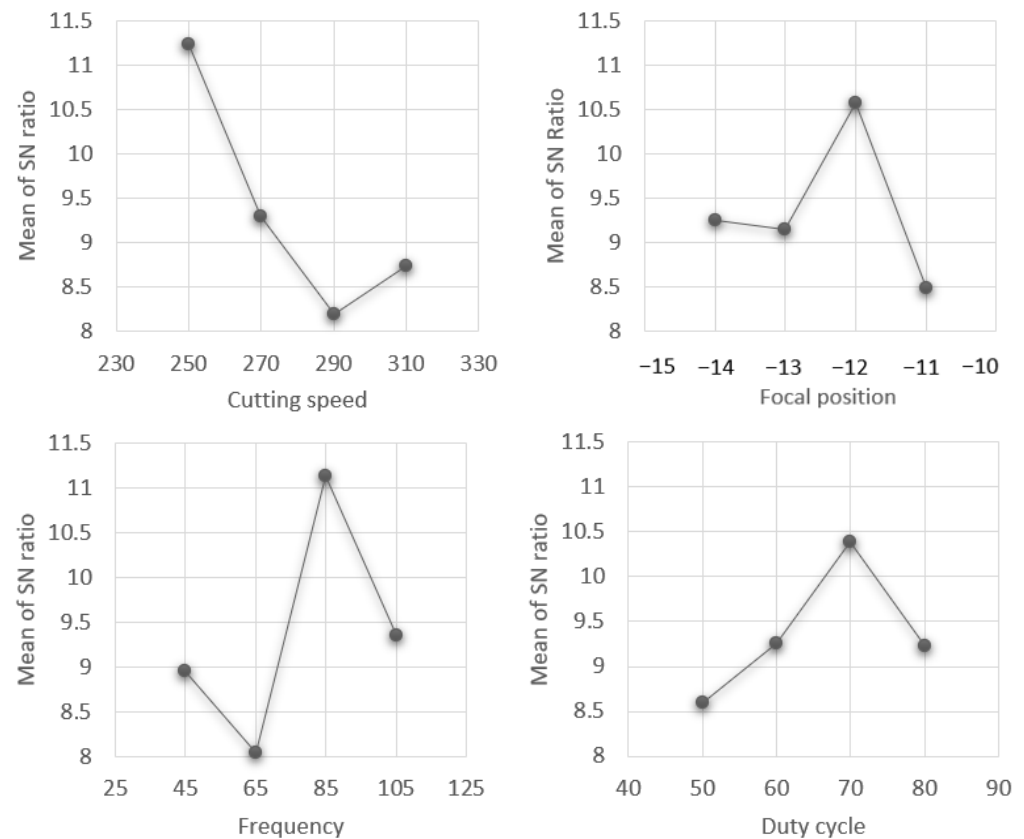 11.5
11
10.5
10
9.5
9
8.5
8
Mean of SN ratio
230 250 270 290 310 330
Cutting speed
11.5
11
10.5
10
9.5
9
8.5
8
Mean of SN Ratio
−15 −14 −13 −12 −11 −10
Focal position
11.5
11
10.5
10
9.5
9
8.5
8
Mean of SN ratio
25 45 65 85 105 125
Frequency
11.5
11
10.5
10
9.5
9
8.5
8
Mean of SN ratio
40 50 60 70 80 90
Duty cycle